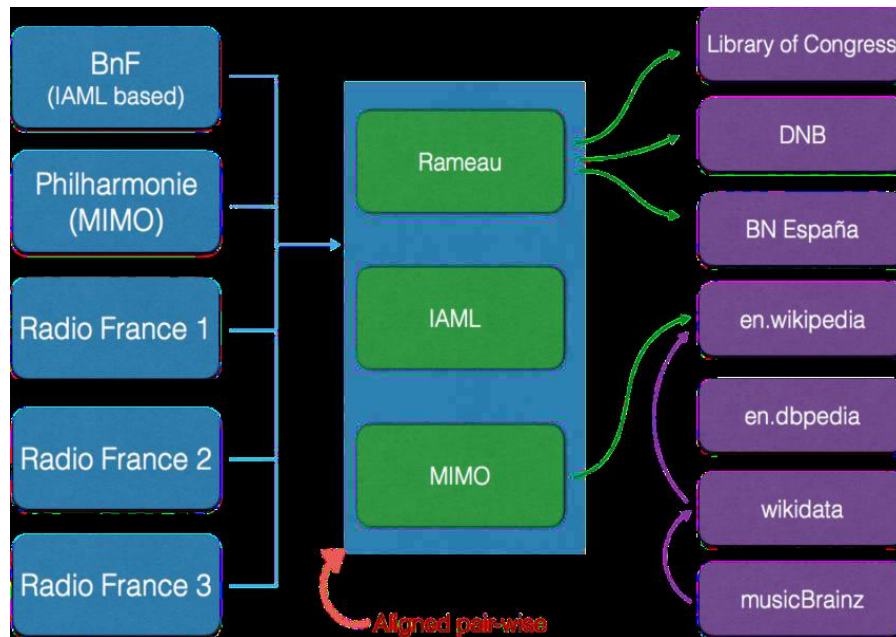 BnF
(IAML based)
Philharmonie
(MIMO)
Radio France 1
Radio France 2
Radio France 3
Rameau
IAML
MIMO
Aligned pair-wise
Library of Congress
DNB
BN España
en.wikipedia
en.dbpedia
wikidata
musicBrainz